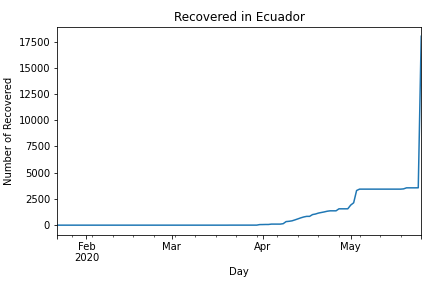 Recovered in Ecuador
Number of Recovered
17500
15000
12500
10000
7500
5000
2500
0
Feb
2020
Mar
Apr
May
Day